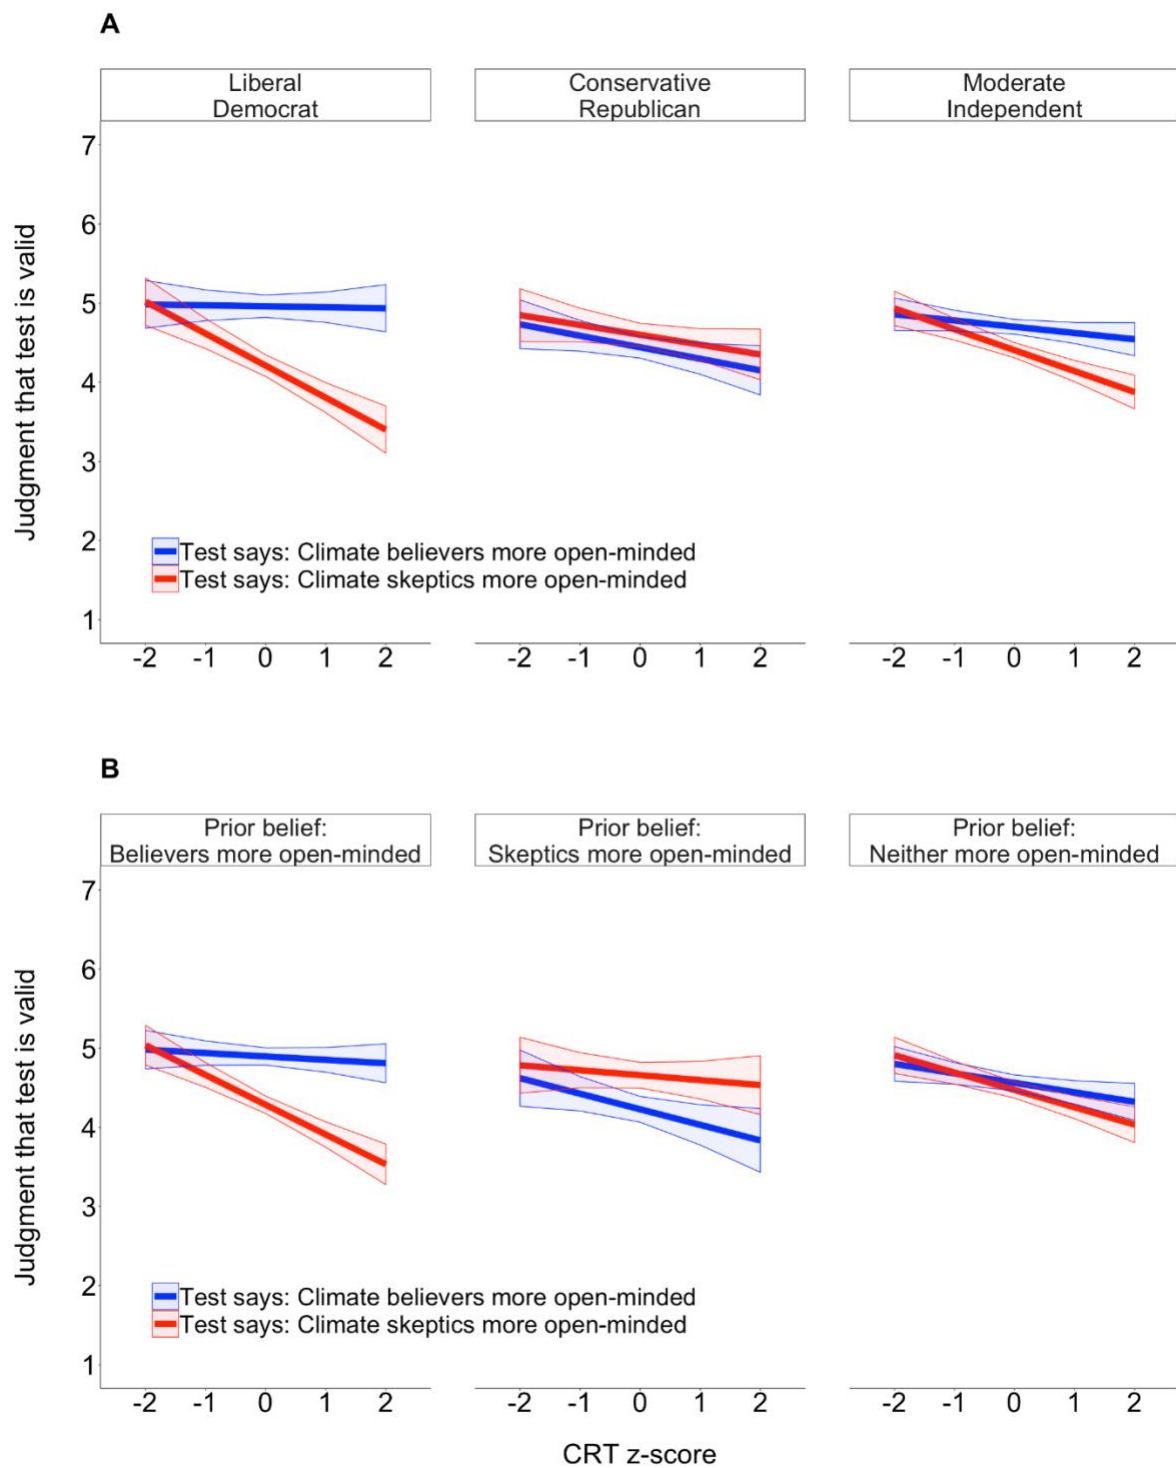 A
Liberal
Democrat
Conservative
Republican
Moderate
Independent
Judgment that test is valid
7
6
5
4
3
2
1
Test says: Climate believers more open-minded
Test says: Climate skeptics more open-minded
-2 -1 0 1 2
-2 -1 0 1 2
-2 -1 0 1 2
B
Prior belief:
Believers more open-minded
Prior belief:
Skeptics more open-minded
Prior belief:
Neither more open-minded
Judgment that test is valid
7
6
5
4
3
2
1
Test says: Climate believers more open-minded
Test says: Climate skeptics more open-minded
-2 -1 0 1 2
-2 -1 0 1 2
-2 -1 0 1 2
CRT z-score